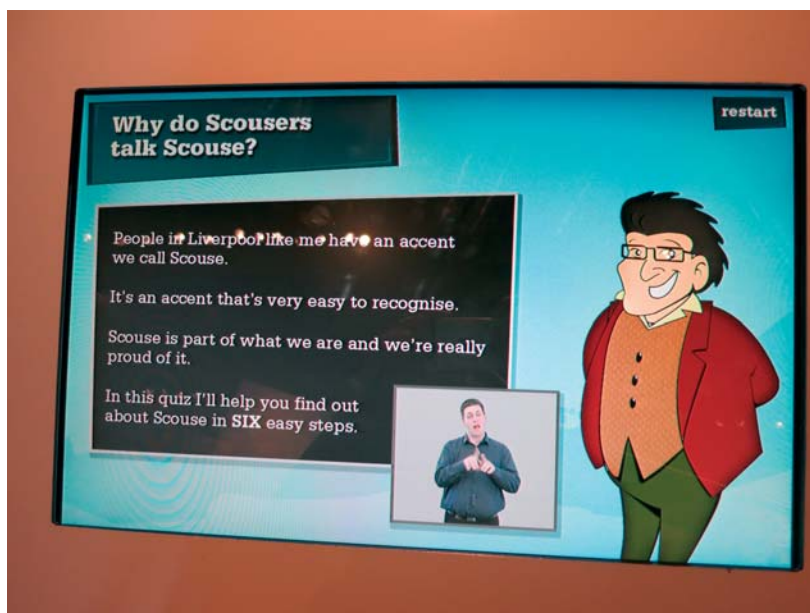 Why do Scousers
talk Scouse?
restart
People in Liverpool like me have an accent
we call Scouse.
It's an accent that's very easy to recognise.
Scouse is part of what we are and we're really
proud of it.
In this quiz I'll help you find out
about Scouse in SIX easy steps.